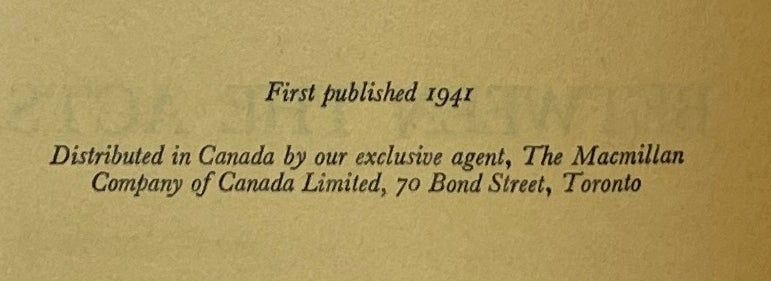 First published 1941
Distributed in Canada by our exclusive agent, The Macmillan
Company of Canada Limited, 70 Bond Street, Toronto